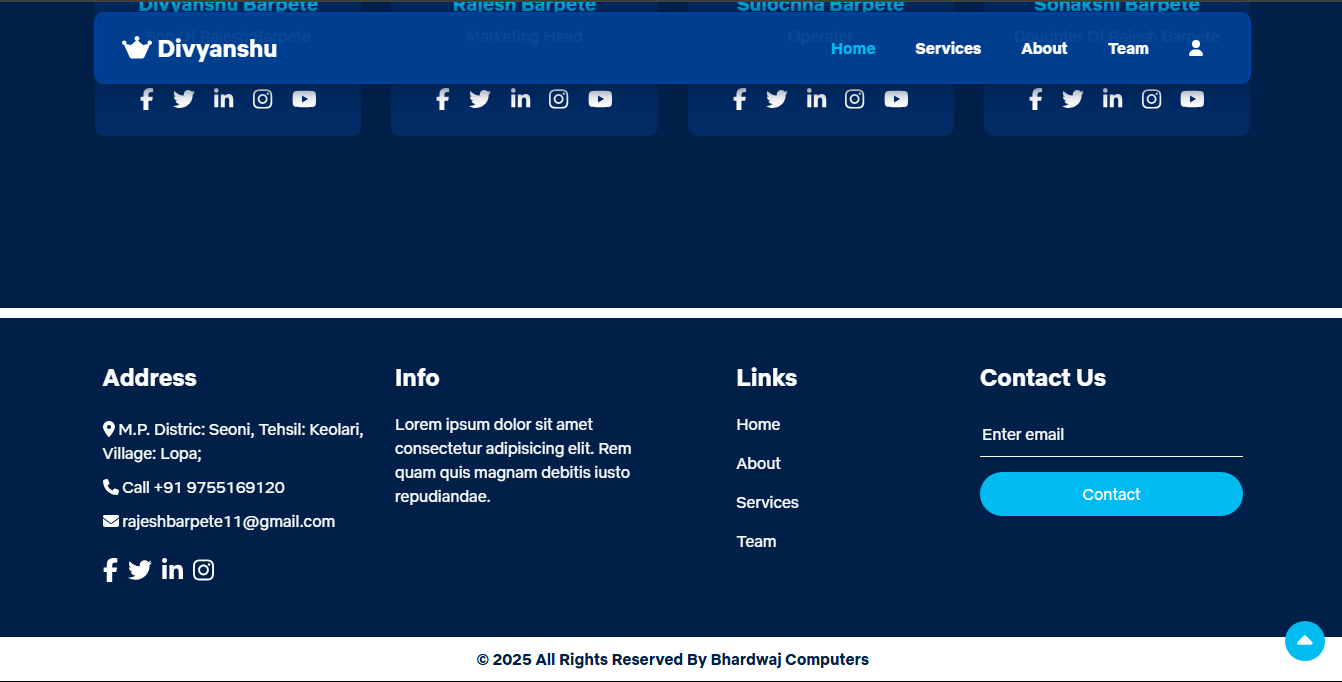 Divyanshu Barpete Rajesh Barpete Sulochna Barpete Sonakshi Barpete
Son Of Rajesh Barpete Marketing Head Operater Doughter Of Rajesh Barpete
Divyanshu Home Services About Team
Address
M.P. Distric: Seoni, Tehsil: Keolari,
Village: Lopa;
Call +91 9755169120
rajeshbarpete11@gmail.com
Info
Lorem ipsum dolor sit amet
consectetur adipisicing elit. Rem
quam quis magnam debitis iusto
repudiandae.
Links
Home
About
Services
Team
Contact Us
Enter email
Contact
© 2025 All Rights Reserved By Bhardwaj Computers